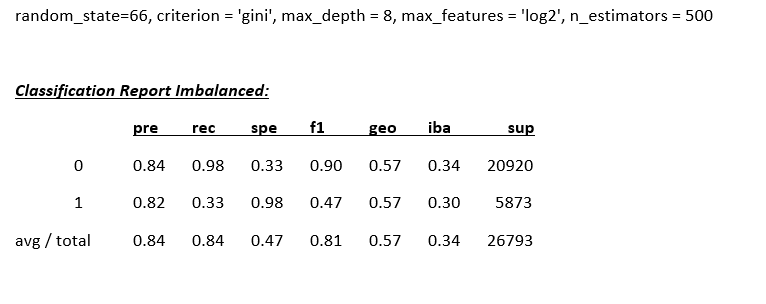 random_state=66, criterion = 'gini', max_depth = 8, max_features = 'log2', n_estimators = 500
Classification Report Imbalanced:
pre rec spe f1 geo iba sup
0 0.84 0.98 0.33 0.90 0.57 0.34 20920
1 0.82 0.33 0.98 0.47 0.57 0.30 5873
avg / total 0.84 0.84 0.47 0.81 0.57 0.34 26793